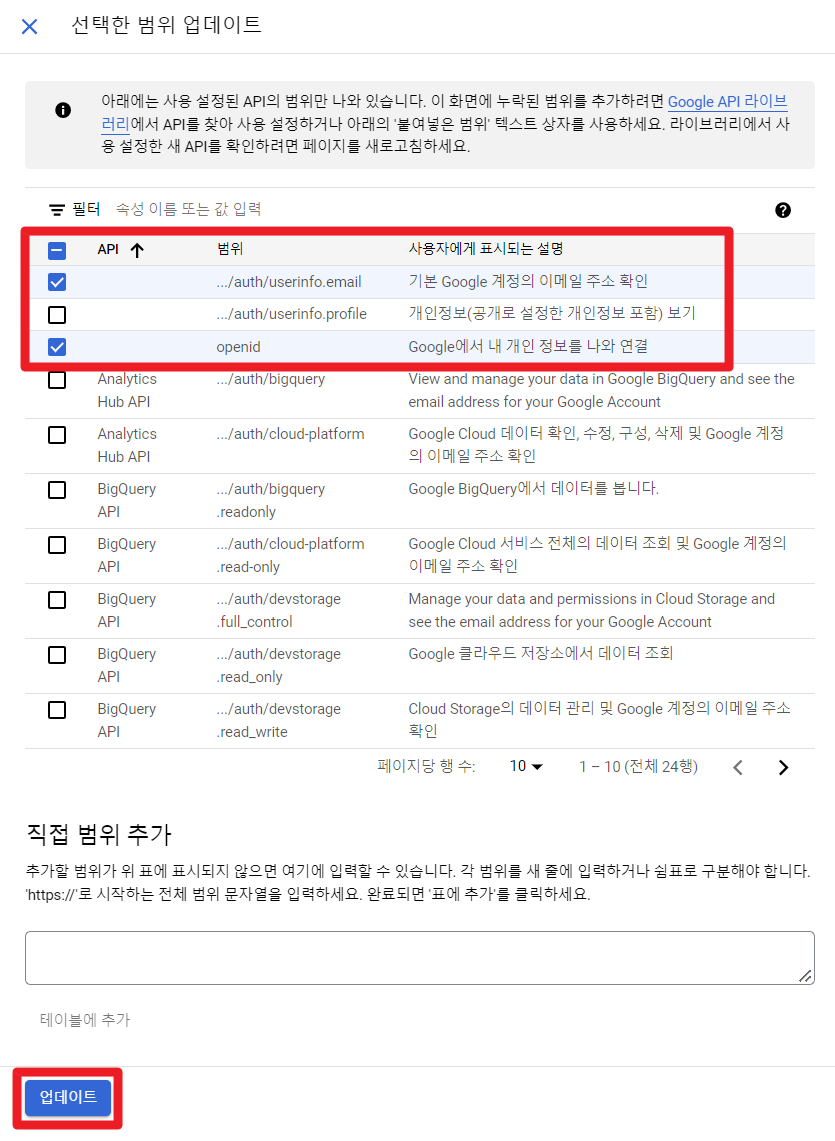 선택한 범위 업데이트
아래에는 사용 설정된 API의 범위만 나와 있습니다. 이 화면에 누락된 범위를 추가하려면 Google API 라이브
러리에서 API를 찾아 사용 설정하거나 아래의 '붙여넣은 범위' 텍스트 상자를 사용하세요. 라이브러리에서 사
용 설정한 새 API를 확인하려면 페이지를 새로고침하세요.
필터 속성 이름 또는 값 입력
API 범위 사용자에게 표시되는 설명
.../auth/userinfo.email 기본 Google 계정의 이메일 주소 확인
.../auth/userinfo.profile 개인정보(공개로 설정한 개인정보 포함) 보기
openid Google에서 내 개인 정보를 나와 연결
Analytics .../auth/bigquery View and manage your data in Google BigQuery and see the
Hub API email address for your Google Account
Analytics .../auth/cloud-platform Google Cloud 데이터 확인, 수정, 구성, 삭제 및 Google 계정
Hub API 의 이메일 주소 확인
BigQuery .../auth/bigquery Google BigQuery에서 데이터를 봅니다.
API .readonly
BigQuery .../auth/cloud-platform Google Cloud 서비스 전체의 데이터 조회 및 Google 계정의
API .read-only 이메일 주소 확인
BigQuery .../auth/devstorage Manage your data and permissions in Cloud Storage and
API .full_control see the email address for your Google Account
BigQuery .../auth/devstorage Google 클라우드 저장소에서 데이터 조회
API .read_only
BigQuery .../auth/devstorage Cloud Storage의 데이터 관리 및 Google 계정의 이메일 주소
API .read_write 확인
페이지당 행 수: 10 1 – 10 (전체 24행)
직접 범위 추가
추가할 범위가 위 표에 표시되지 않으면 여기에 입력할 수 있습니다. 각 범위를 새 줄에 입력하거나 쉼표로 구분해야 합니다.
'https://'로 시작하는 전체 범위 문자열을 입력하세요. 완료되면 '표에 추가'를 클릭하세요.
테이블에 추가
업데이트